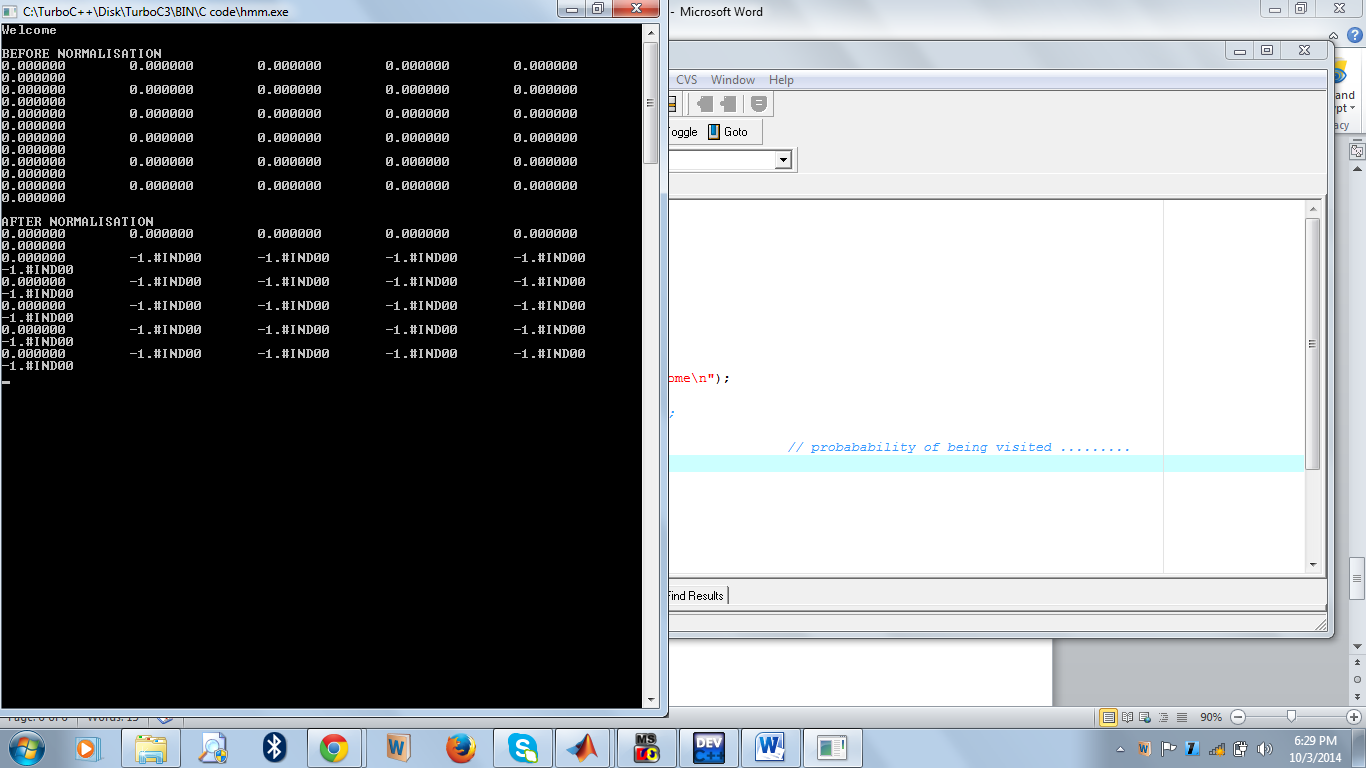 C:\TurboC++\Disk\TurboC3\BIN\C code\hmm.exe
Welcome
BEFORE NORMALISATION
0.000000 0.000000 0.000000 0.000000 0.000000
0.000000
0.000000 0.000000 0.000000 0.000000 0.000000
0.000000
0.000000 0.000000 0.000000 0.000000 0.000000
0.000000
0.000000 0.000000 0.000000 0.000000 0.000000
0.000000
0.000000 0.000000 0.000000 0.000000 0.000000
0.000000
0.000000 0.000000 0.000000 0.000000 0.000000
0.000000
AFTER NORMALISATION
0.000000 0.000000 0.000000 0.000000 0.000000
0.000000
0.000000 -1.#IND00 -1.#IND00 -1.#IND00 -1.#IND00
-1.#IND00
0.000000 -1.#IND00 -1.#IND00 -1.#IND00 -1.#IND00
-1.#IND00
0.000000 -1.#IND00 -1.#IND00 -1.#IND00 -1.#IND00
-1.#IND00
0.000000 -1.#IND00 -1.#IND00 -1.#IND00 -1.#IND00
-1.#IND00
0.000000 -1.#IND00 -1.#IND00 -1.#IND00 -1.#IND00
-1.#IND00
- Microsoft Word
CVS Window Help
oggle Goto
and
pt
acy
ome\n");
;
// probabability of being visited .........
Find Results
90%
MS
DEV
C++
6:29 PM
10/3/2014